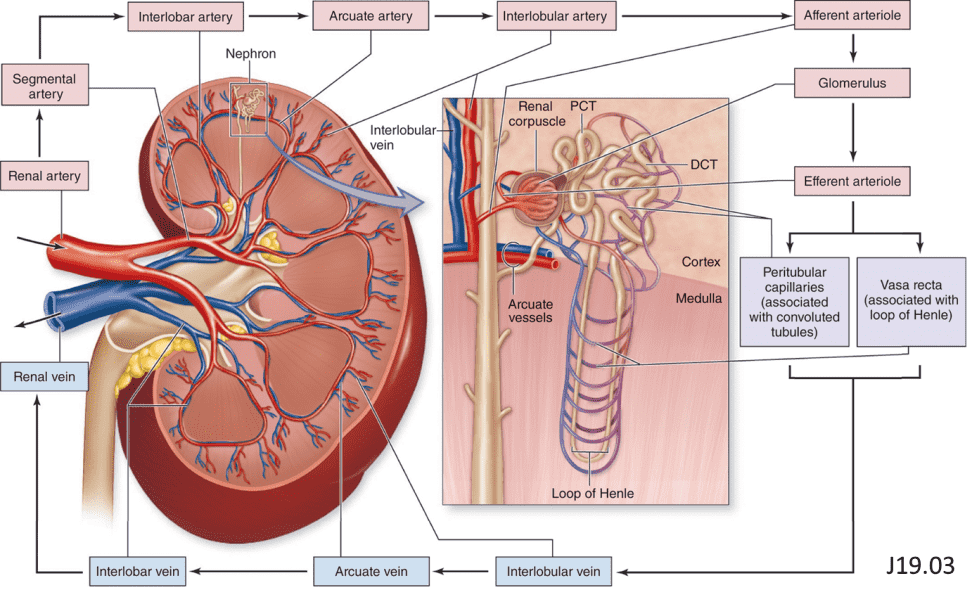 Interlobar artery
Arcuate artery
Interlobular artery
Afferent arteriole
Nephron
Segmental
artery
Glomerulus
Renal
corpuscle
PCT
Interlobular
vein
DCT
Renal artery
Efferent arteriole
Cortex
Medulla
Peritubular
capillaries
(associated
with convoluted
tubules)
Vasa recta
(associated with
loop of Henle)
Arcuate
vessels
Renal vein
Loop of Henle
Interlobar vein
Arcuate vein
Interlobular vein
J19.03